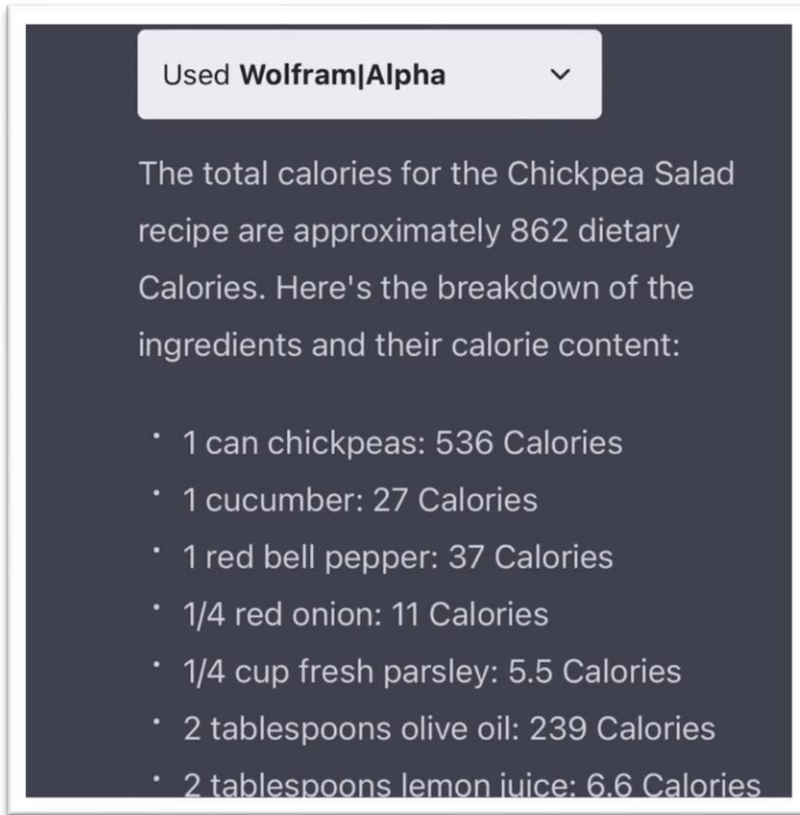 Used Wolfram|Alpha
The total calories for the Chickpea Salad
recipe are approximately 862 dietary
Calories. Here's the breakdown of the
ingredients and their calorie content:
• 1 can chickpeas: 536 Calories
• 1 cucumber: 27 Calories
• 1 red bell pepper: 37 Calories
• 1/4 red onion: 11 Calories
• 1/4 cup fresh parsley: 5.5 Calories
• 2 tablespoons olive oil: 239 Calories
• 2 tablespoons lemon juice: 6.6 Calories